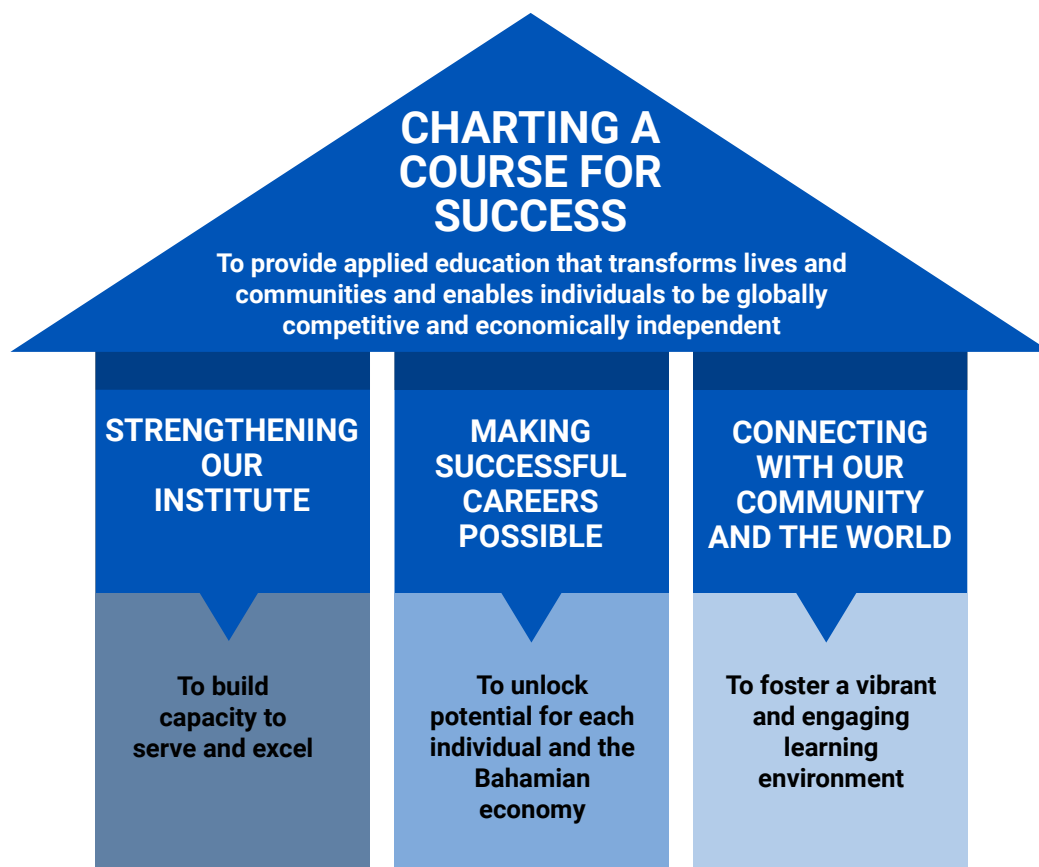 CHARTING A
COURSE FOR
SUCCESS
To provide applied education that transforms lives and
communities and enables individuals to be globally
competitive and economically independent
STRENGTHENING
OUR
INSTITUTE
To build
capacity to
serve and excel
MAKING
SUCCESSFUL
CAREERS
POSSIBLE
To unlock
potential for each
individual and the
Bahamian
economy
CONNECTING
WITH OUR
COMMUNITY
AND THE WORLD
To foster a vibrant
and engaging
learning
environment